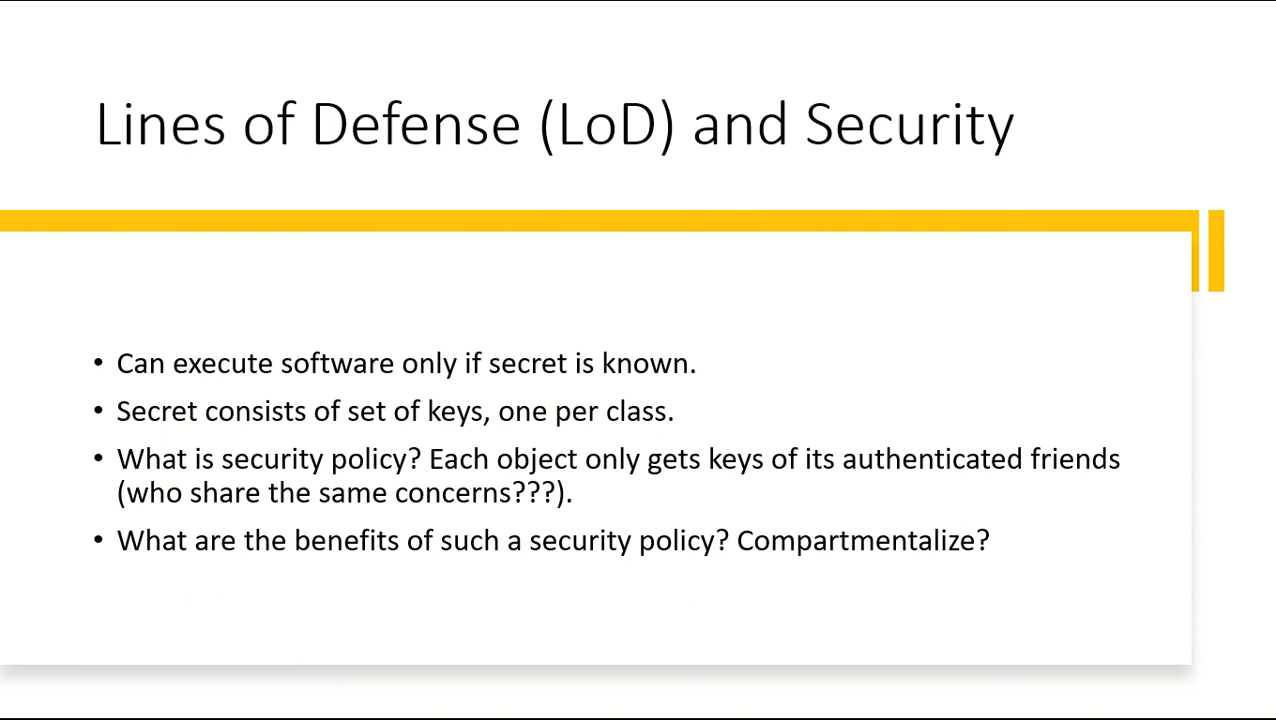 Lines of Defense (LoD) and Security
• Can execute software only if secret is known.
• Secret consists of set of keys, one per class.
• What is security policy? Each object only gets keys of its authenticated friends
(who share the same concerns???).
• What are the benefits of such a security policy? Compartmentalize?